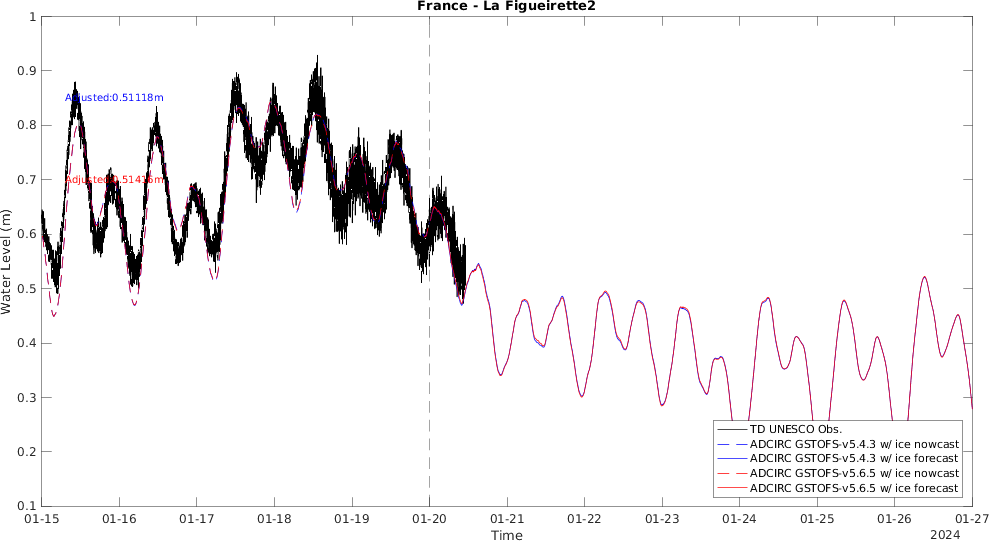 France - La Figueirette2
1
0.9
0.8
0.7
0.6
0.5
0.4
0.3
0.2
0.1
Water Level (m)
Adjusted:0.51118m
Adjusted:0.51416m
01-15
01-16
01-17
01-18
01-19
01-20
01-21
01-22
01-23
01-24
01-25
01-26
01-27
Time
2024
TD UNESCO Obs.
ADCIRC GSTOFS-v5.4.3 w/ ice nowcast
ADCIRC GSTOFS-v5.4.3 w/ ice forecast
ADCIRC GSTOFS-v5.6.5 w/ ice nowcast
ADCIRC GSTOFS-v5.6.5 w/ ice forecast